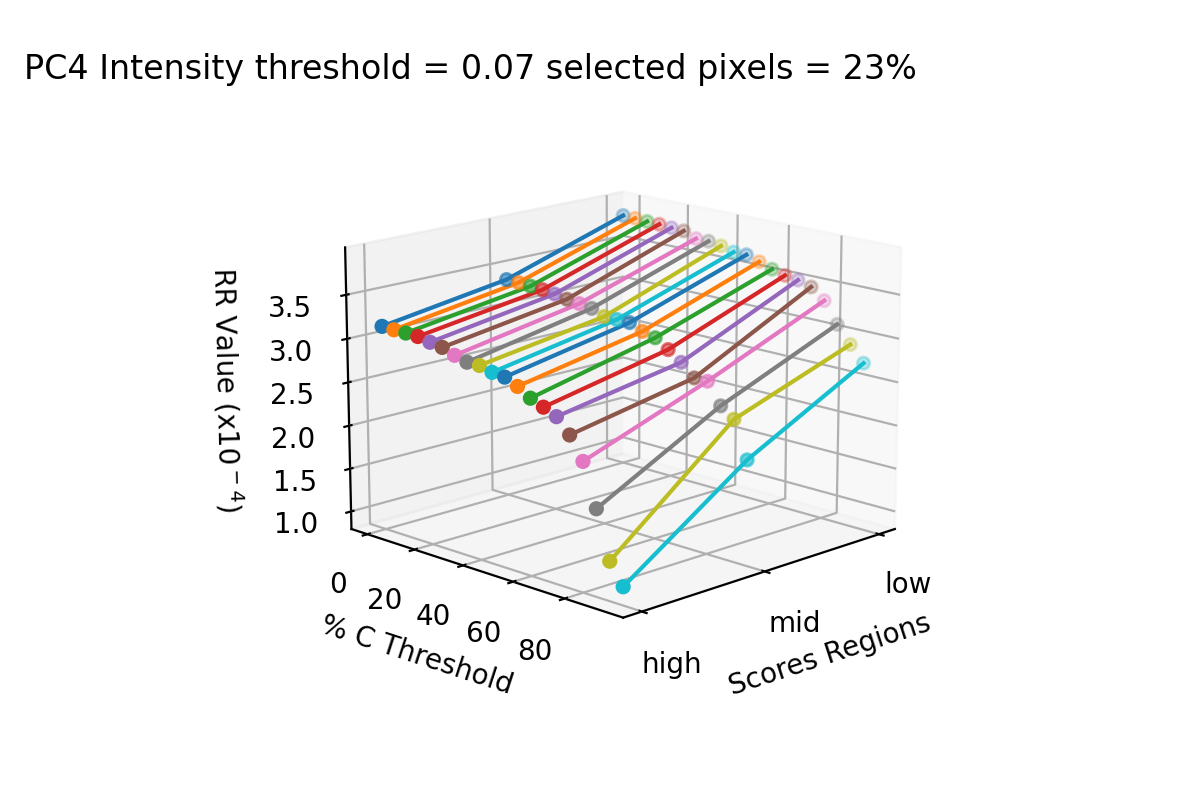 PC4 Intensity threshold = 0.07 selected pixels = 23%
RR Value (x10⁻⁴)
3.5
3.0
2.5
2.0
1.5
1.0
0
20
40
60
80
% C Threshold
low
mid
high
Scores Regions